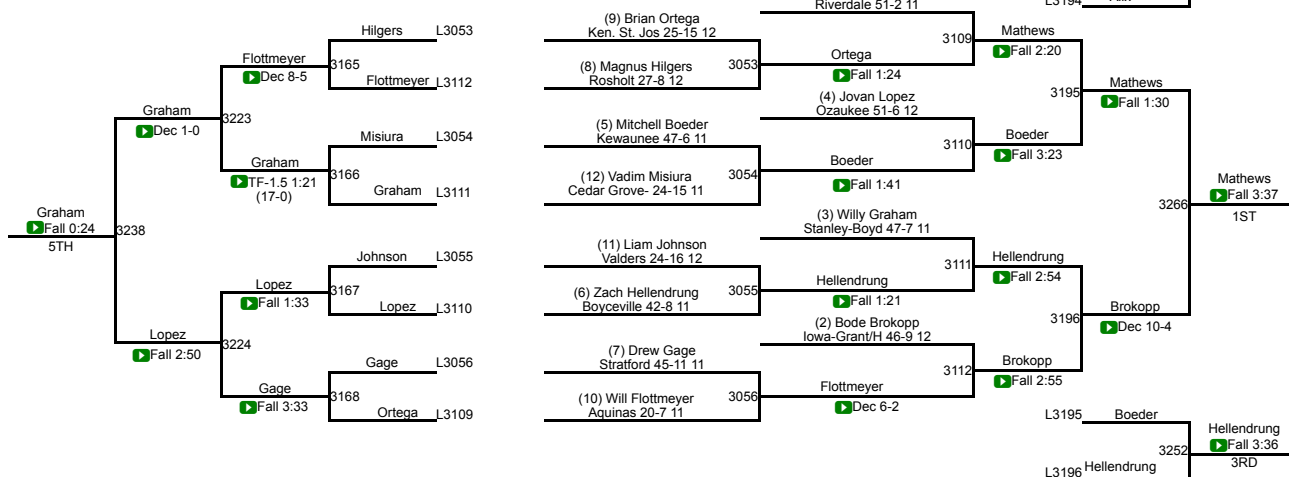 Riverdale 51-2 11
L3194
(9) Brian Ortega
Ken. St. Jos 25-15 12
3109
Mathews
Fall 2:20
Hilgers
L3053
Flottmeyer
Dec 8-5
3165
Flottmeyer
L3112
(8) Magnus Hilgers
Rosholt 27-8 12
3053
Ortega
Fall 1:24
Graham
Dec 1-0
3223
(4) Jovan Lopez
Ozaukee 51-6 12
3195
Mathews
Fall 1:30
Misiura
L3054
(5) Mitchell Boeder
Kewaunee 47-6 11
3110
Boeder
Fall 3:23
Graham
TF-1.5 1:21
(17-0)
3166
Graham
L3111
(12) Vadim Misiura
Cedar Grove- 24-15 11
3054
Boeder
Fall 1:41
Graham
Fall 0:24
5TH
3238
(3) Willy Graham
Stanley-Boyd 47-7 11
3266
Mathews
Fall 3:37
1ST
Johnson
L3055
(11) Liam Johnson
Valders 24-16 12
3111
Hellendrung
Fall 2:54
Lopez
Fall 1:33
3167
Lopez
L3110
(6) Zach Hellendrung
Boyceville 42-8 11
3055
Hellendrung
Fall 1:21
Lopez
Fall 2:50
3224
(2) Bode Brokopp
Iowa-Grant/H 46-9 12
3196
Brokopp
Dec 10-4
Gage
L3056
(7) Drew Gage
Stratford 45-11 11
3112
Brokopp
Fall 2:55
Gage
Fall 3:33
3168
Ortega
L3109
(10) Will Flottmeyer
Aquinas 20-7 11
3056
Flottmeyer
Dec 6-2
L3195
Boeder
3252
Hellendrung
Fall 3:36
3RD
L3196
Hellendrung